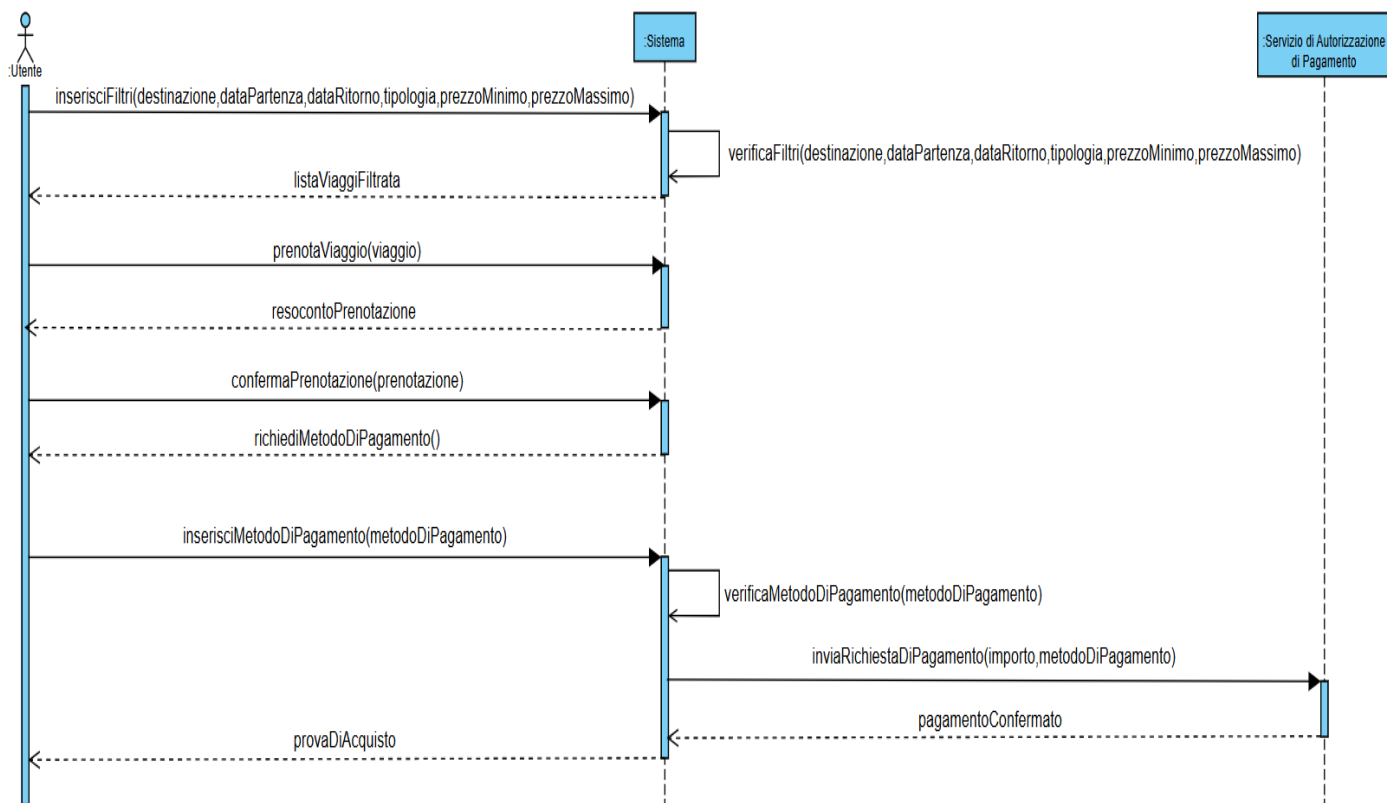 :Utente
:Sistema
:Servizio di Autorizzazione
di Pagamento
inserisciFiltri(destinazione,dataPartenza,dataRitorno,tipologia,prezzoMinimo,prezzoMassimo)
verificaFiltri(destinazione,dataPartenza,dataRitorno,tipologia,prezzoMinimo,prezzoMassimo)
listaViaggiFiltrata
prenotaViaggio(viaggio)
resocontoPrenotazione
confermaPrenotazione(prenotazione)
richiediMetodoDiPagamento()
inserisciMetodoDiPagamento(metodoDiPagamento)
verificaMetodoDiPagamento(metodoDiPagamento)
inviaRichiestaDiPagamento(importo,metodoDiPagamento)
pagamentoConfermato
provaDiAcquisto